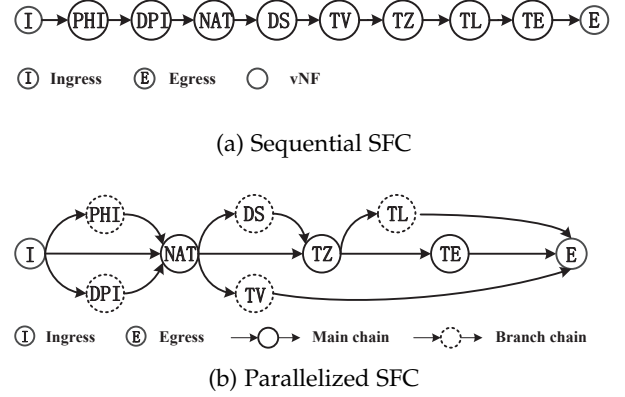 I PHI DPI NAT DS TV TZ TL TE E
I Ingress E Egress vNF
(a) Sequential SFC
PHI DS TL
I NAT TZ TE E
DPI TV
I Ingress E Egress Main chain Branch chain
(b) Parallelized SFC